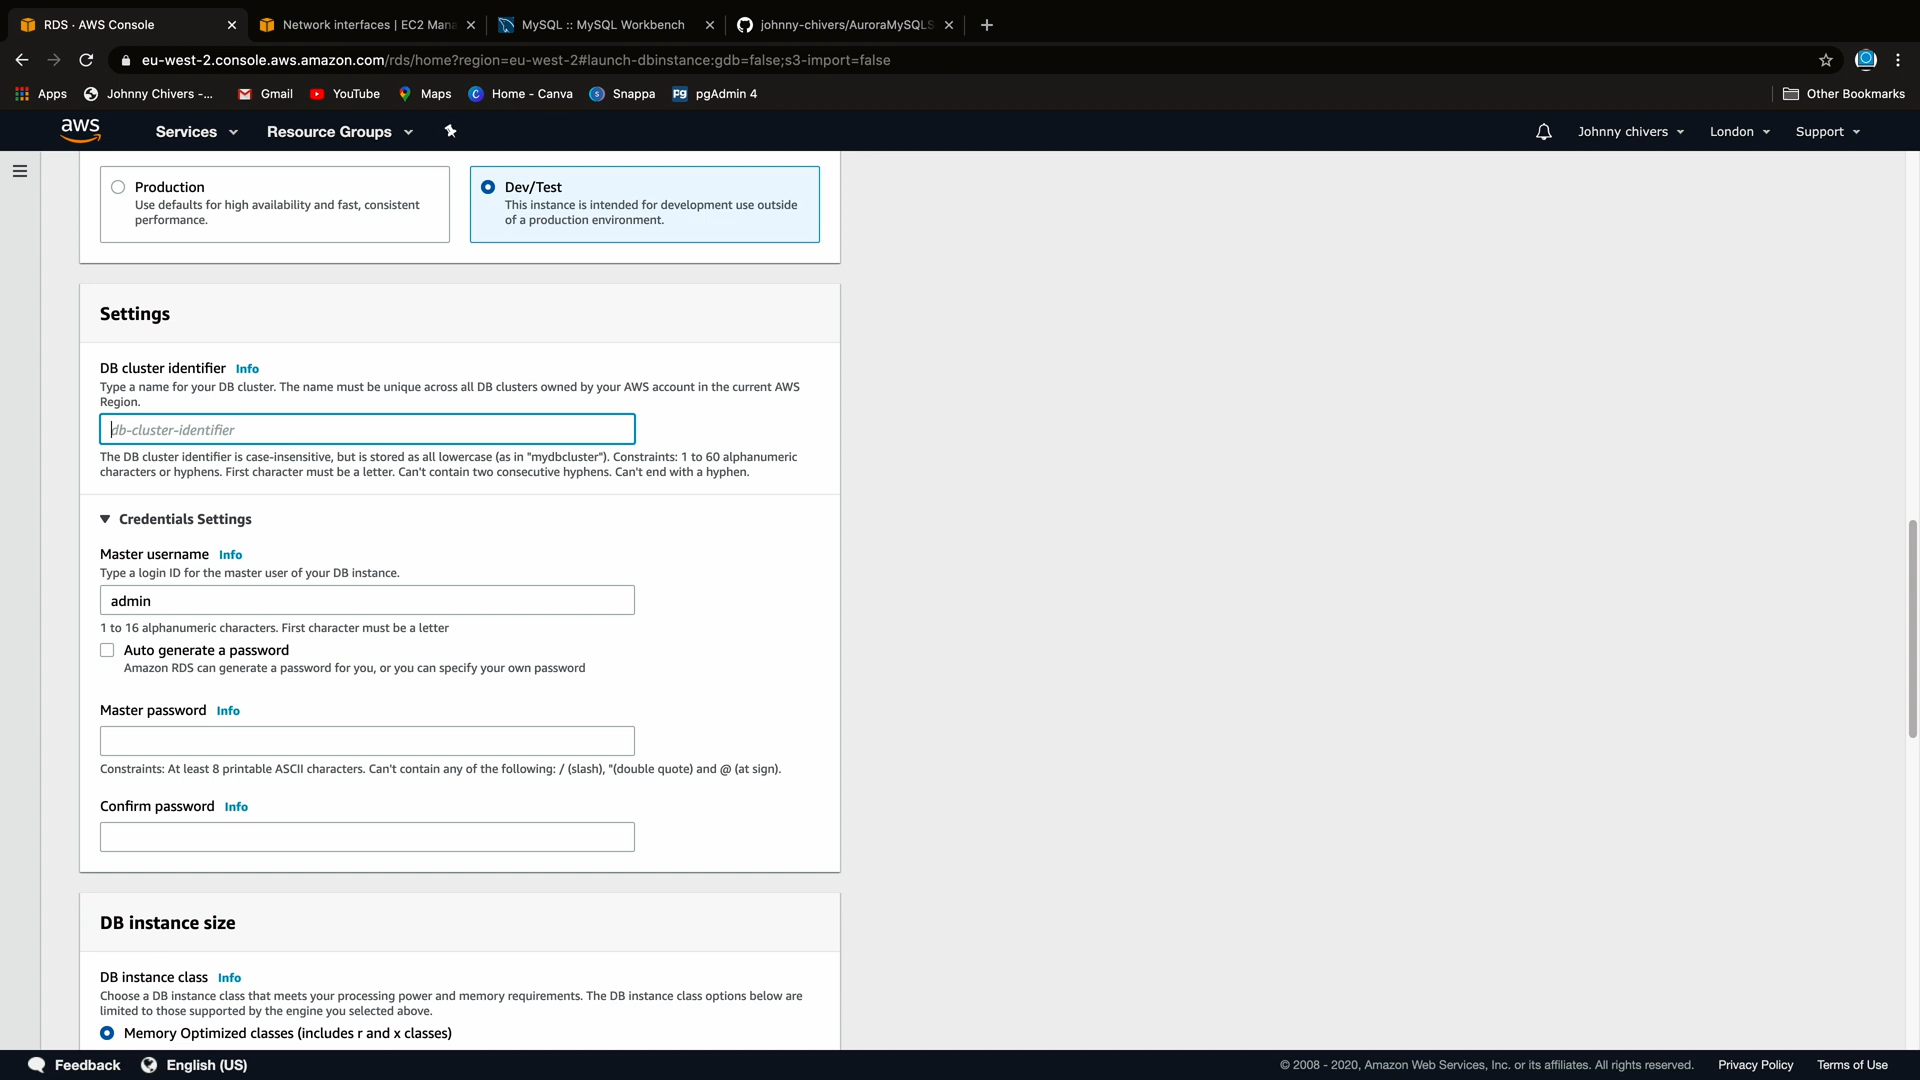 RDS · AWS Console
Network interfaces | EC2 Mana
MySQL :: MySQL Workbench
johnny-chivers/AuroraMySQLS
eu-west-2.console.aws.amazon.com/rds/home?region=eu-west-2#launch-dbinstance:gdb=false;s3-import=false
Apps
Johnny Chivers -...
Gmail
YouTube
Maps
Home - Canva
Snappa
pgAdmin 4
Other Bookmarks
aws
Services
Resource Groups
Johnny chivers
London
Support
Production
Use defaults for high availability and fast, consistent
performance.
Dev/Test
This instance is intended for development use outside
of a production environment.
Settings
DB cluster identifier Info
Type a name for your DB cluster. The name must be unique across all DB clusters owned by your AWS account in the current AWS
Region.
db-cluster-identifier
The DB cluster identifier is case-insensitive, but is stored as all lowercase (as in "mydbcluster"). Constraints: 1 to 60 alphanumeric
characters or hyphens. First character must be a letter. Can't contain two consecutive hyphens. Can't end with a hyphen.
Credentials Settings
Master username Info
Type a login ID for the master user of your DB instance.
admin
1 to 16 alphanumeric characters. First character must be a letter
Auto generate a password
Amazon RDS can generate a password for you, or you can specify your own password
Master password Info
Constraints: At least 8 printable ASCII characters. Can't contain any of the following: / (slash), "(double quote) and @ (at sign).
Confirm password Info
DB instance size
DB instance class Info
Choose a DB instance class that meets your processing power and memory requirements. The DB instance class options below are
limited to those supported by the engine you selected above.
Memory Optimized classes (includes r and x classes)
Feedback
English (US)
© 2008 - 2020, Amazon Web Services, Inc. or its affiliates. All rights reserved.
Privacy Policy
Terms of Use